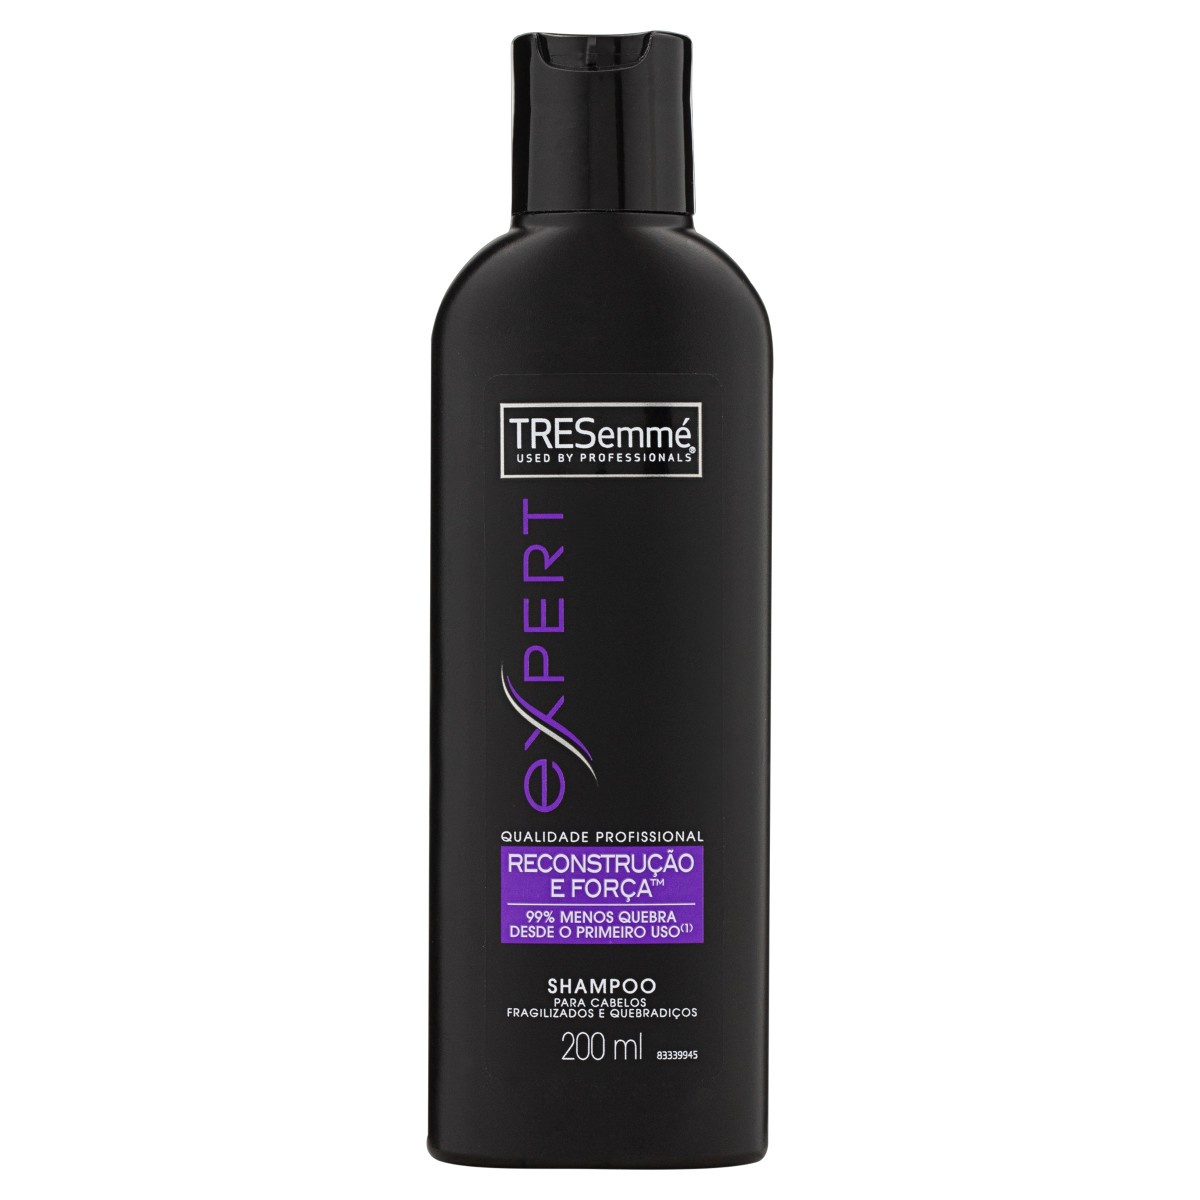 TRESemmé®
USED BY PROFESSIONALS
eXPERT
QUALIDADE PROFISSIONAL
RECONSTRUÇÃO
E FORÇA™
99% MENOS QUEBRA
DESDE O PRIMEIRO USO(1)
SHAMPOO
PARA CABELOS
FRAGILIZADOS E QUEBRADIÇOS
200 ml 83339945